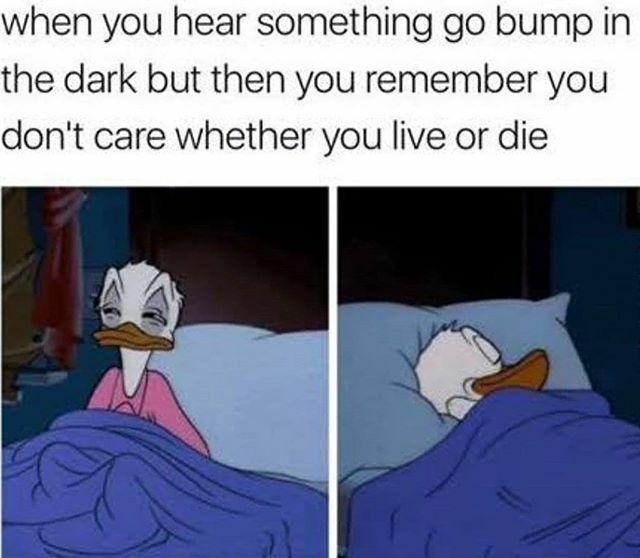 when you hear something go bump in
the dark but then you remember you
don't care whether you live or die